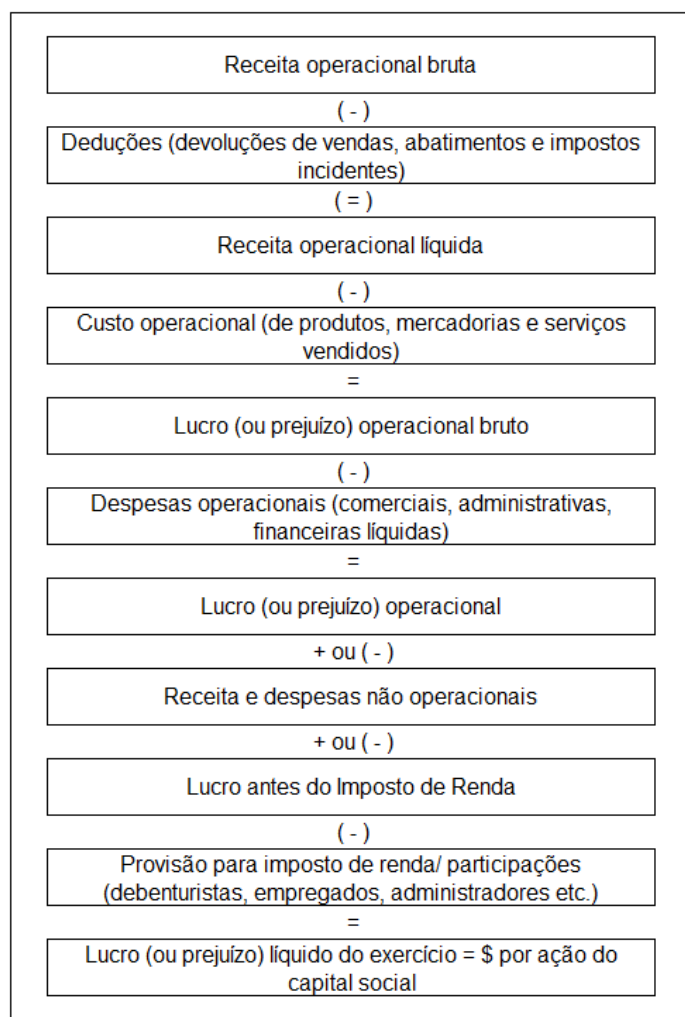 Receita operacional bruta
( - )
Deduções (devoluções de vendas, abatimentos e impostos
incidentes)
( = )
Receita operacional líquida
( - )
Custo operacional (de produtos, mercadorias e serviços
vendidos)
=
Lucro (ou prejuízo) operacional bruto
( - )
Despesas operacionais (comerciais, administrativas,
financeiras líquidas)
=
Lucro (ou prejuízo) operacional
+ ou ( - )
Receita e despesas não operacionais
+ ou ( - )
Lucro antes do Imposto de Renda
( - )
Provisão para imposto de renda/ participações
(debenturistas, empregados, administradores etc.)
=
Lucro (ou prejuízo) líquido do exercício = $ por ação do
capital social